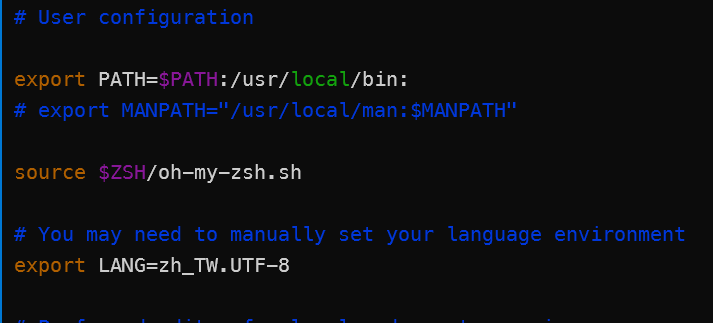 # User configuration
export PATH=$PATH:/usr/local/bin:
# export MANPATH="/usr/local/man:$MANPATH"
source $ZSH/oh-my-zsh.sh
# You may need to manually set your language environment
export LANG=zh_TW.UTF-8